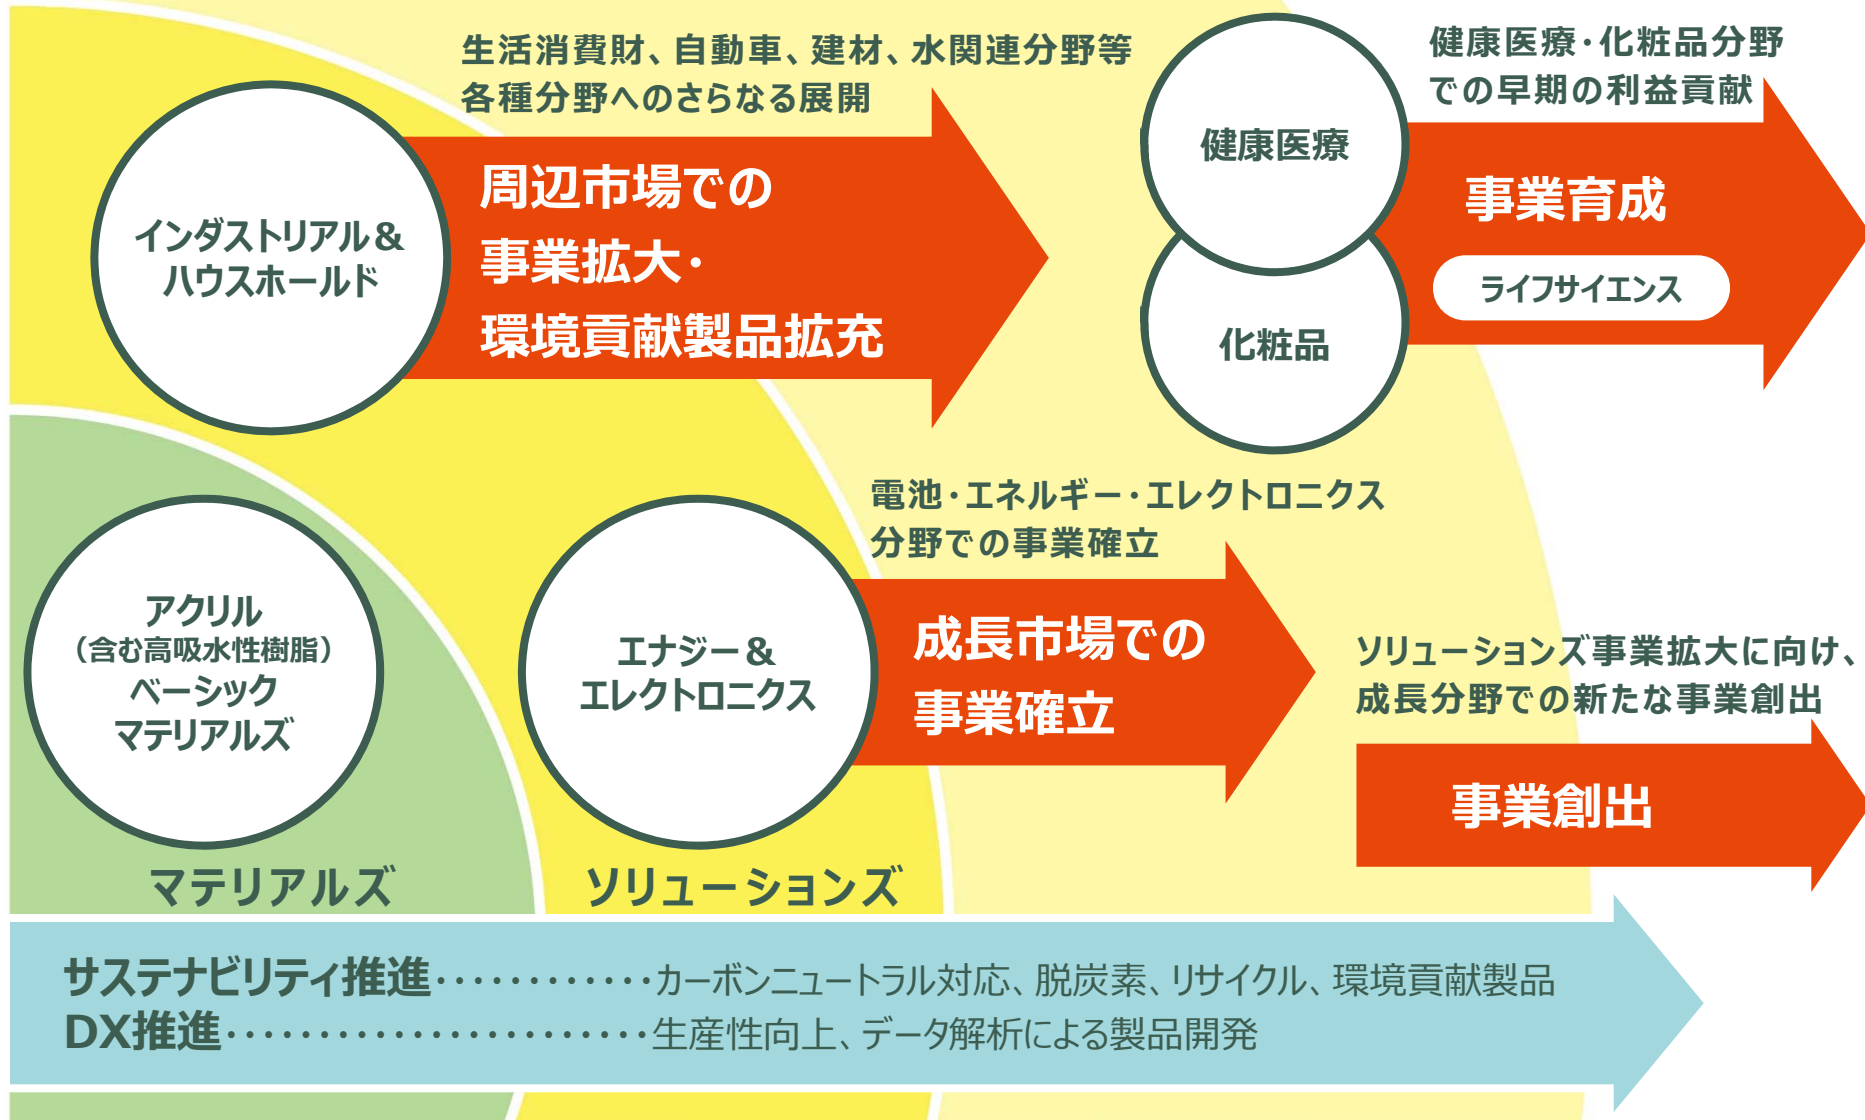 生活消費財、自動車、建材、水関連分野等
各種分野へのさらなる展開
インダストリアル＆
ハウスホールド
周辺市場での
事業拡大・
環境貢献製品拡充
健康医療・化粧品分野
での早期の利益貢献
健康医療
化粧品
事業育成
ライフサイエンス
電池・エネルギー・エレクトロニクス
分野での事業確立
アクリル
（含む高吸水性樹脂）
ベーシック
マテリアルズ
エナジー＆
エレクトロニクス
成長市場での
事業確立
ソリューションズ事業拡大に向け、
成長分野での新たな事業創出
事業創出
マテリアルズ
ソリューションズ
サステナビリティ推進・・・・・・・・・・・・カーボンニュートラル対応、脱炭素、リサイクル、環境貢献製品
DX推進・・・・・・・・・・・・・・・・・・・・・・・生産性向上、データ解析による製品開発